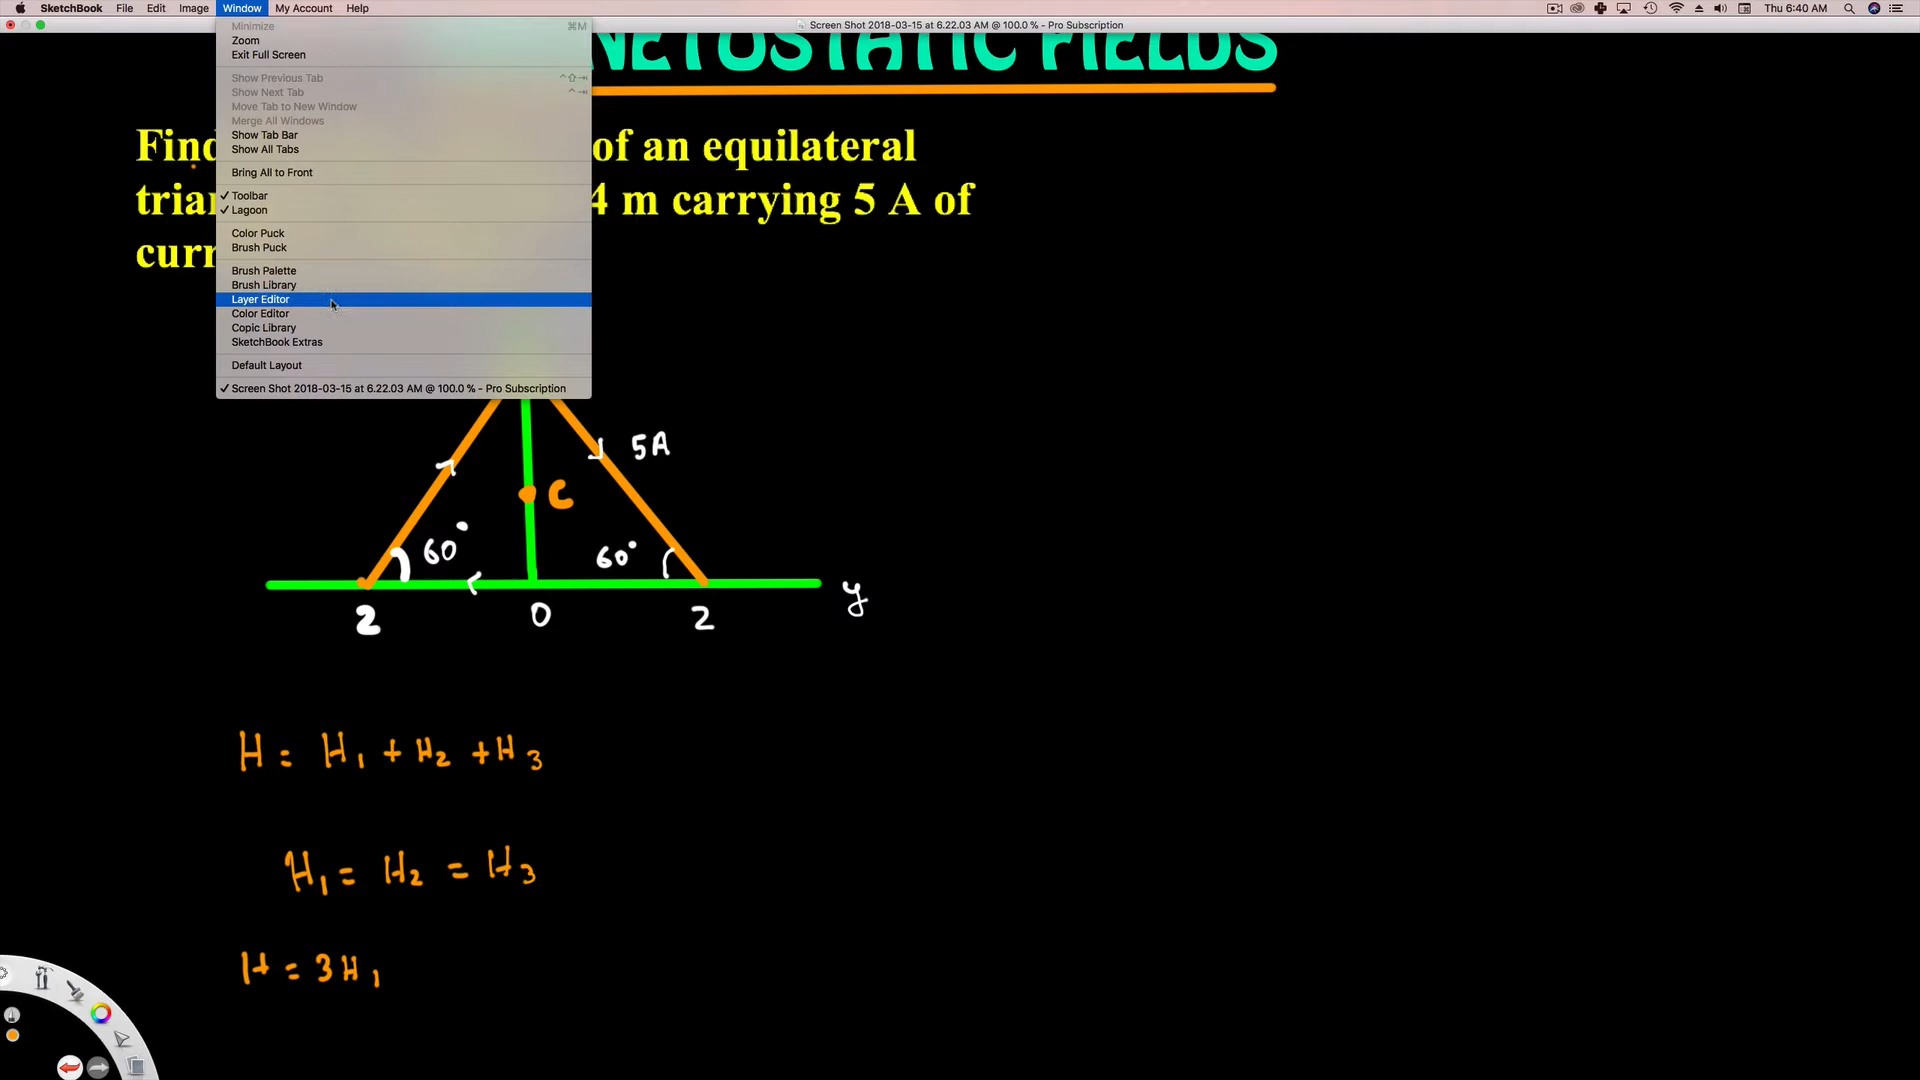 SketchBook File Edit Image Window My Account Help Thu 6:40 AM
Screen Shot 2018-03-15 at 6.22.03 AM @ 100.0 % - Pro Subscription
Minimize ⌘M
Zoom
Exit Full Screen
Show Previous Tab ^⇧⇥
Show Next Tab ^⇥
Move Tab to New Window
Merge All Windows
Show Tab Bar
Show All Tabs
Bring All to Front
✓ Toolbar
✓ Lagoon
Color Puck
Brush Puck
Brush Palette
Brush Library
Layer Editor
Color Editor
Copic Library
SketchBook Extras
Default Layout
✓ Screen Shot 2018-03-15 at 6.22.03 AM @ 100.0 % - Pro Subscription
NETOSTATIC FIELDS
Find of an equilateral
trian 4 m carrying 5 A of
curr
5A
C
60° 60°
y
2 0 2
H = H1 + H2 + H3
H1 = H2 = H3
H = 3H1